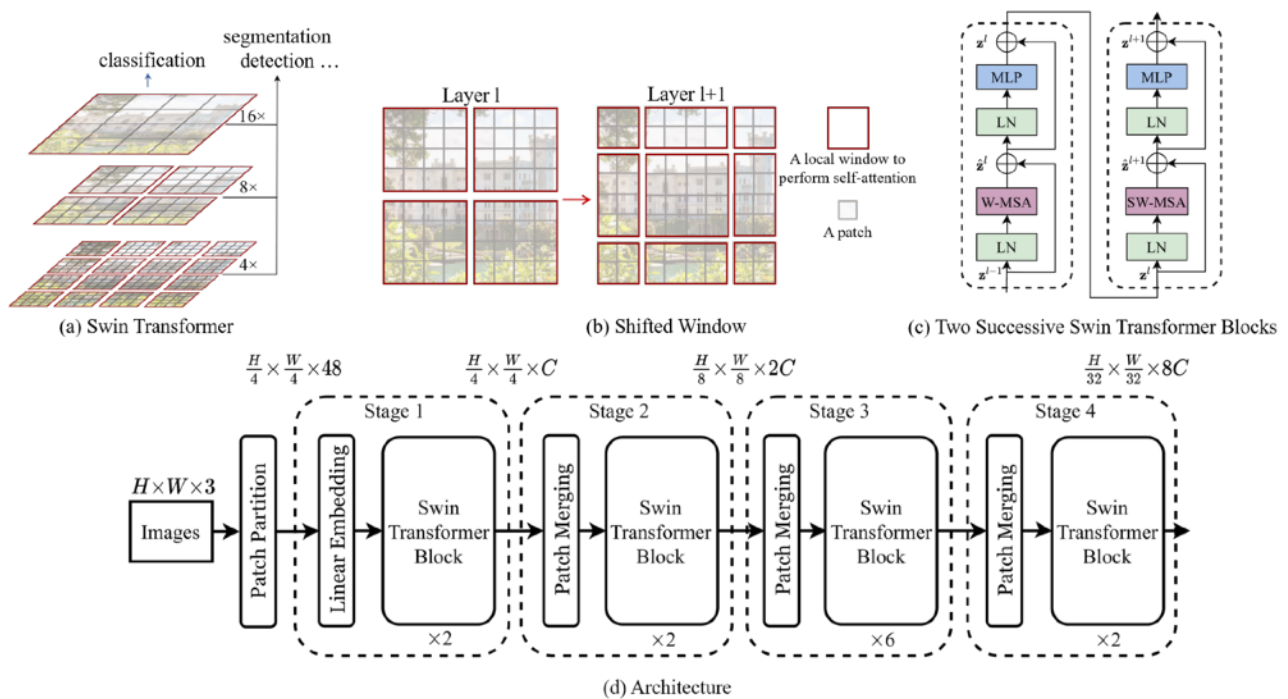 segmentation
detection ...
classification
16×
8×
4×
(a) Swin Transformer
Layer l
Layer l+1
A local window to
perform self-attention
A patch
(b) Shifted Window
z^l
MLP
LN
ẑ^l
W-MSA
LN
z^{l-1}
z^{l+1}
MLP
LN
ẑ^{l+1}
SW-MSA
LN
z^l
(c) Two Successive Swin Transformer Blocks
H/4 × W/4 × 48
H/4 × W/4 × C
H/8 × W/8 × 2C
H/32 × W/32 × 8C
Stage 1
Stage 2
Stage 3
Stage 4
H×W×3
Images
Patch Partition
Linear Embedding
Swin
Transformer
Block
×2
Patch Merging
Swin
Transformer
Block
×2
Patch Merging
Swin
Transformer
Block
×6
Patch Merging
Swin
Transformer
Block
×2
(d) Architecture